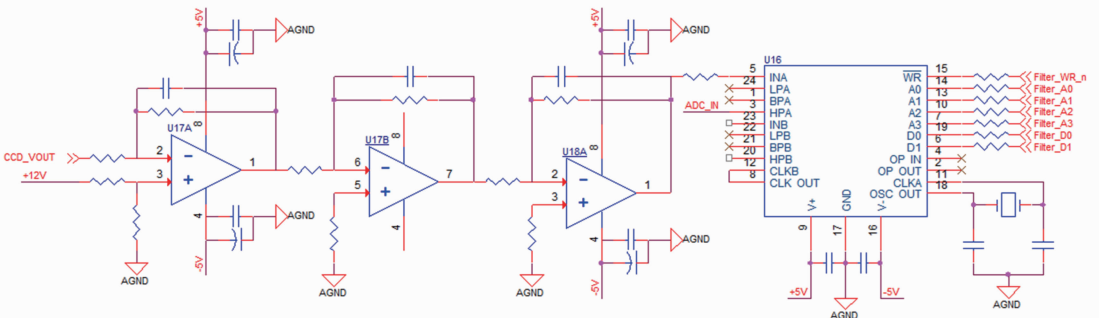 +5V
AGND
+5V
AGND
U16
CCD_VOUT
+12V
U17A
8
2
3
1
4
-5V
AGND
AGND
U17B
8
6
5
7
4
AGND
U18A
8
2
3
1
4
-5V
AGND
AGND
ADC_IN
5 INA
14 LPA
1 BPA
3 HPA
23 INB
22 LPB
21 BPB
20 HPB
12 CLKB
8 CLK OUT
WR 15 Filter_WR_n
A0 14 Filter_A0
A1 13 Filter_A1
A2 10 Filter_A2
A3 7 Filter_A3
D0 19 Filter_D0
D1 6 Filter_D1
OP IN 4
OP OUT 2
CLKA 11
OSC OUT 18
V+
GND
V-
9
17
16
+5V
-5V
AGND
AGND